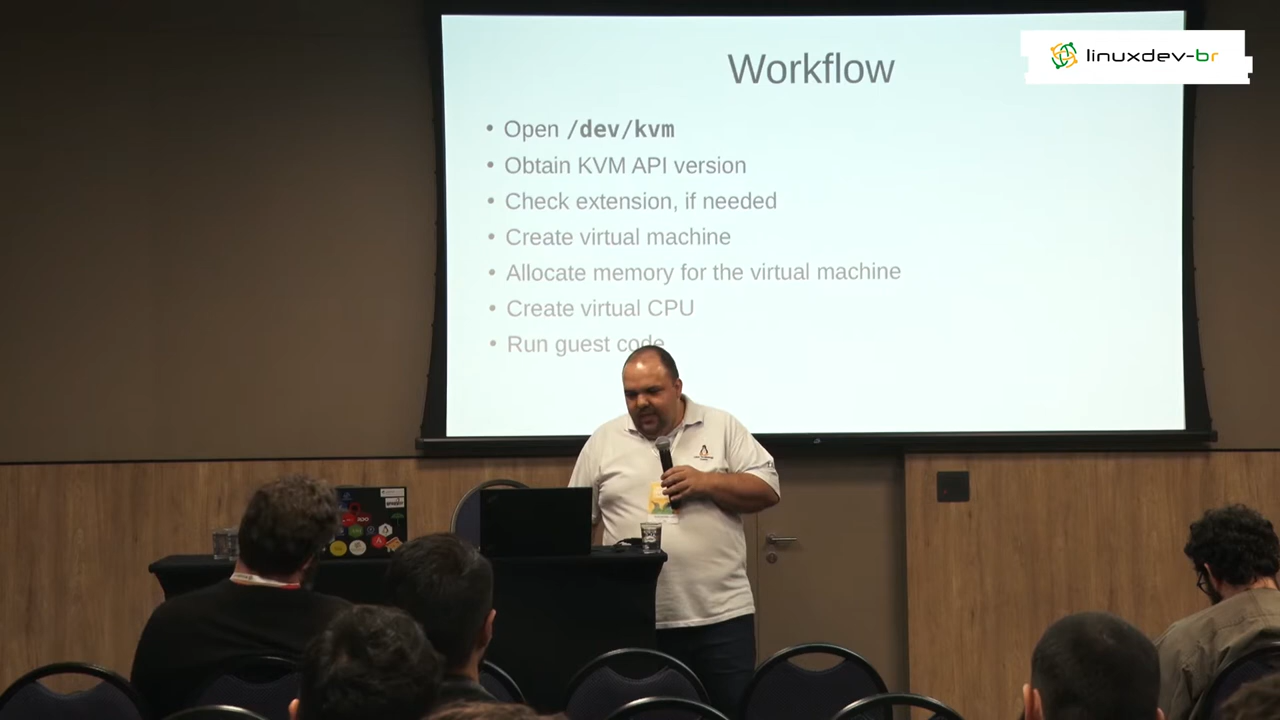 Workflow
linuxdev-br
• Open /dev/kvm
• Obtain KVM API version
• Check extension, if needed
• Create virtual machine
• Allocate memory for the virtual machine
• Create virtual CPU
• Run guest code